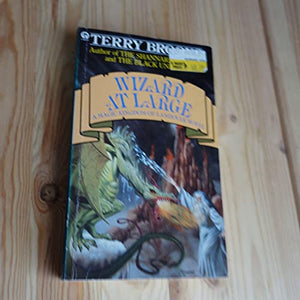 TERRY BROOKS
Author of THE SHANNARA
and THE BLACK UN
WIZARD
AT LARGE
A MAGIC KINGDOM OF LANDOVER NOVEL